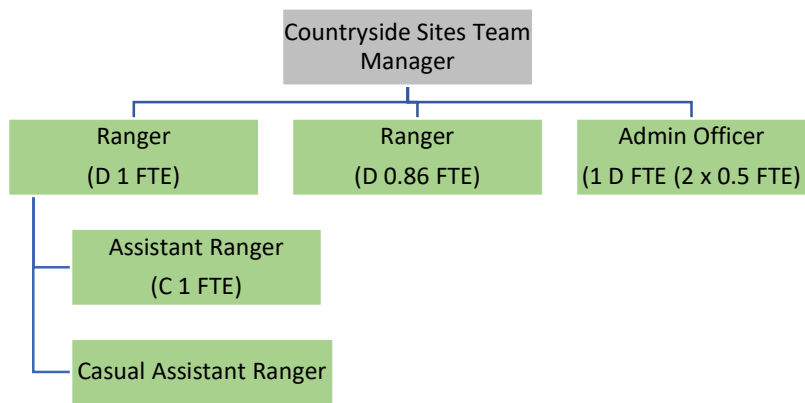 Countryside Sites Team
Manager
Ranger
(D 1 FTE)
Ranger
(D 0.86 FTE)
Admin Officer
(1 D FTE (2 x 0.5 FTE)
Assistant Ranger
(C 1 FTE)
Casual Assistant Ranger